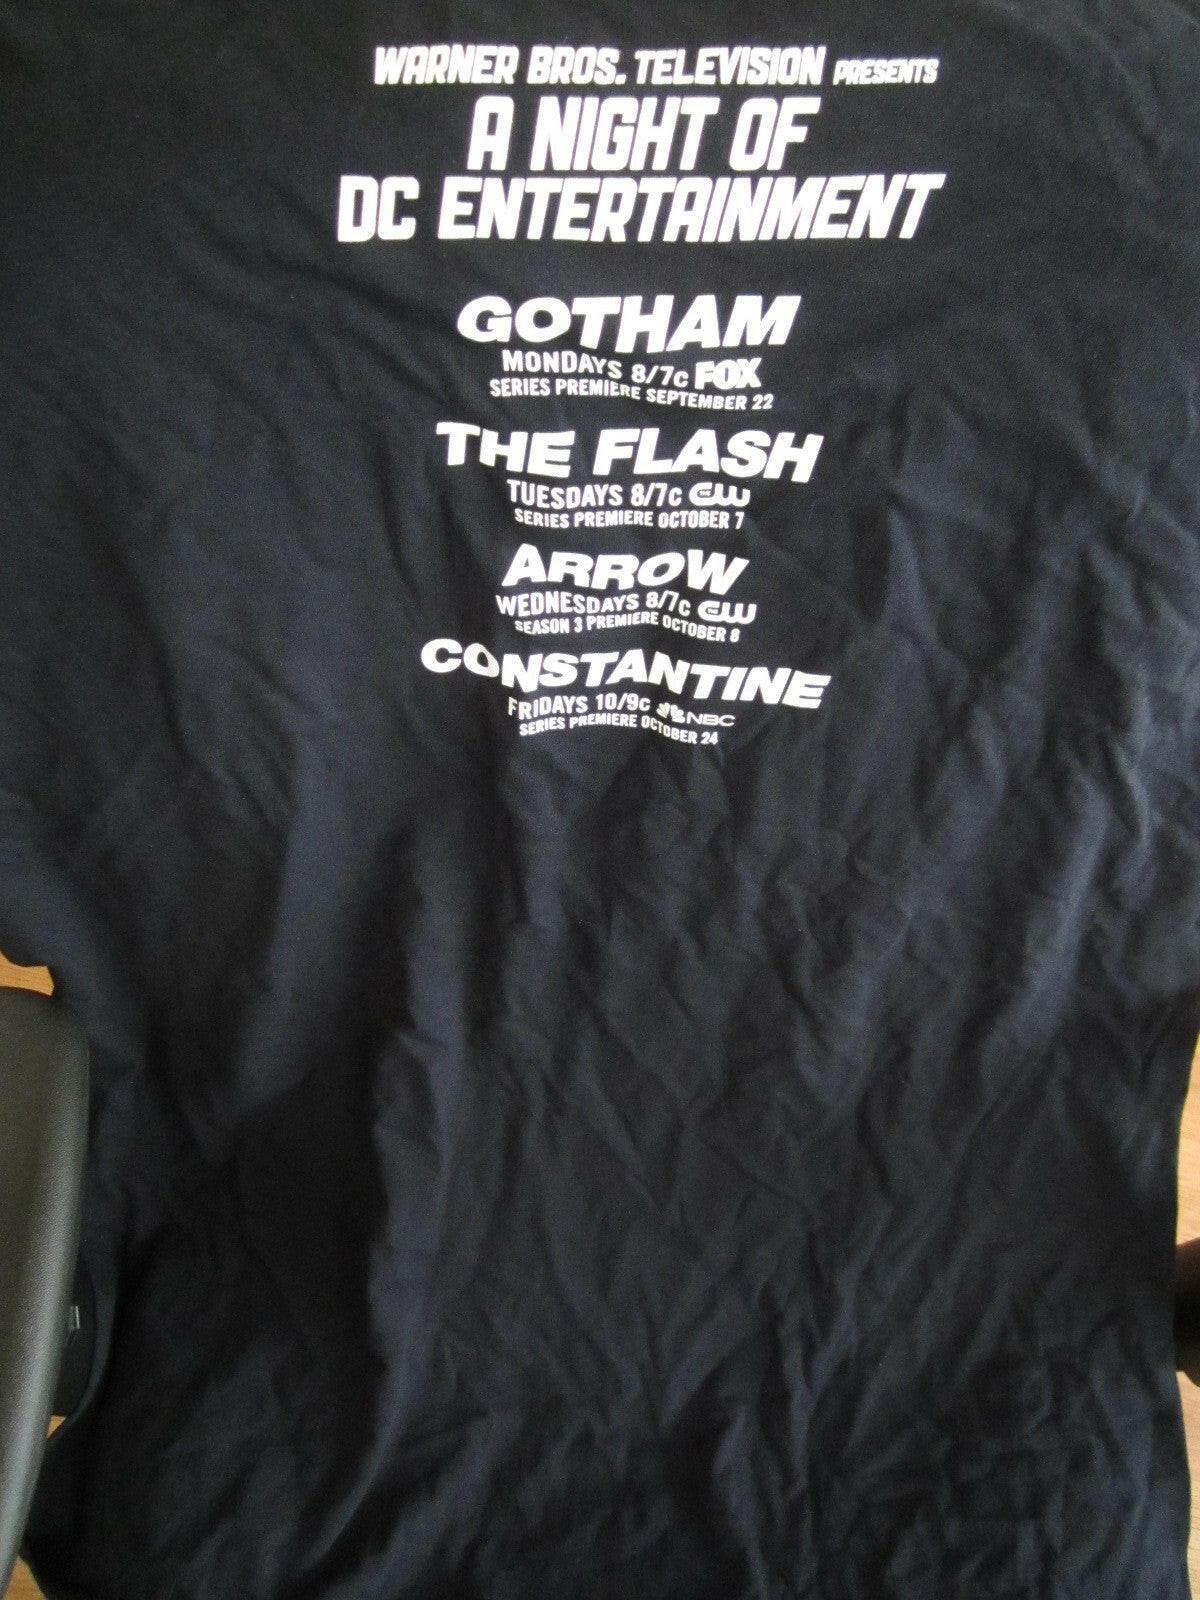 WARNER BROS. TELEVISION PRESENTS
A NIGHT OF
DC ENTERTAINMENT
GOTHAM
MONDAYS 8/7c FOX
SERIES PREMIERE SEPTEMBER 22
THE FLASH
TUESDAYS 8/7c THE CW
SERIES PREMIERE OCTOBER 7
ARROW
WEDNESDAYS 8/7c CW
SEASON 3 PREMIERE OCTOBER 8
CONSTANTINE
FRIDAYS 10/9c NBC
SERIES PREMIERE OCTOBER 24